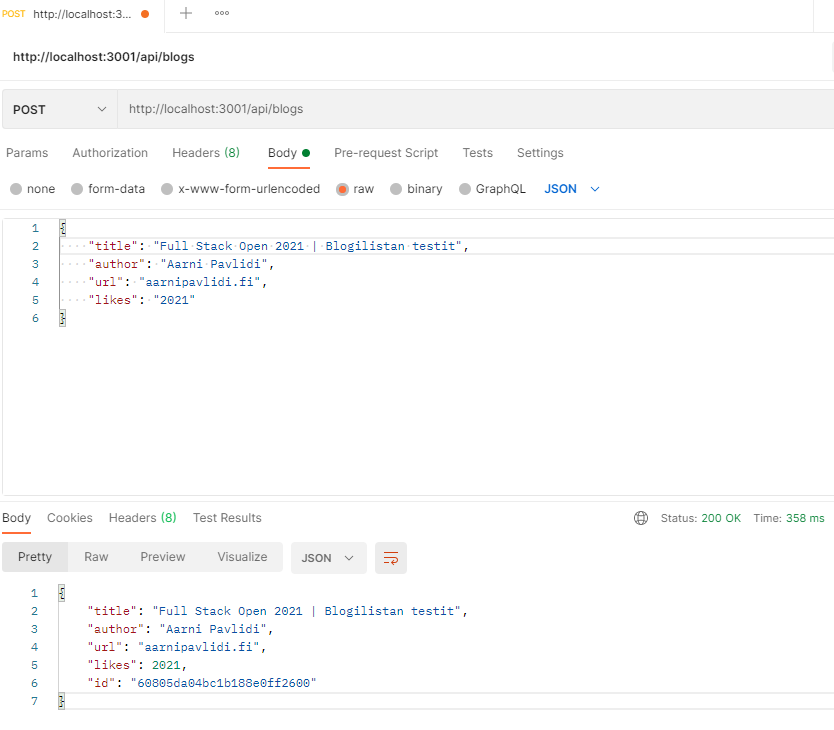 POST http://localhost:3... + ooo
http://localhost:3001/api/blogs
POST http://localhost:3001/api/blogs
Params Authorization Headers (8) Body Pre-request Script Tests Settings
none form-data x-www-form-urlencoded raw binary GraphQL JSON
1 {
2 "title": "Full Stack Open 2021 | Blogilistan testit",
3 "author": "Aarni Pavlidi",
4 "url": "aarnipavlidi.fi",
5 "likes": "2021"
6 }
Body Cookies Headers (8) Test Results Status: 200 OK Time: 358 ms
Pretty Raw Preview Visualize JSON
1 {
2 "title": "Full Stack Open 2021 | Blogilistan testit",
3 "author": "Aarni Pavlidi",
4 "url": "aarnipavlidi.fi",
5 "likes": 2021,
6 "id": "60805da04bc1b188e0ff2600"
7 }